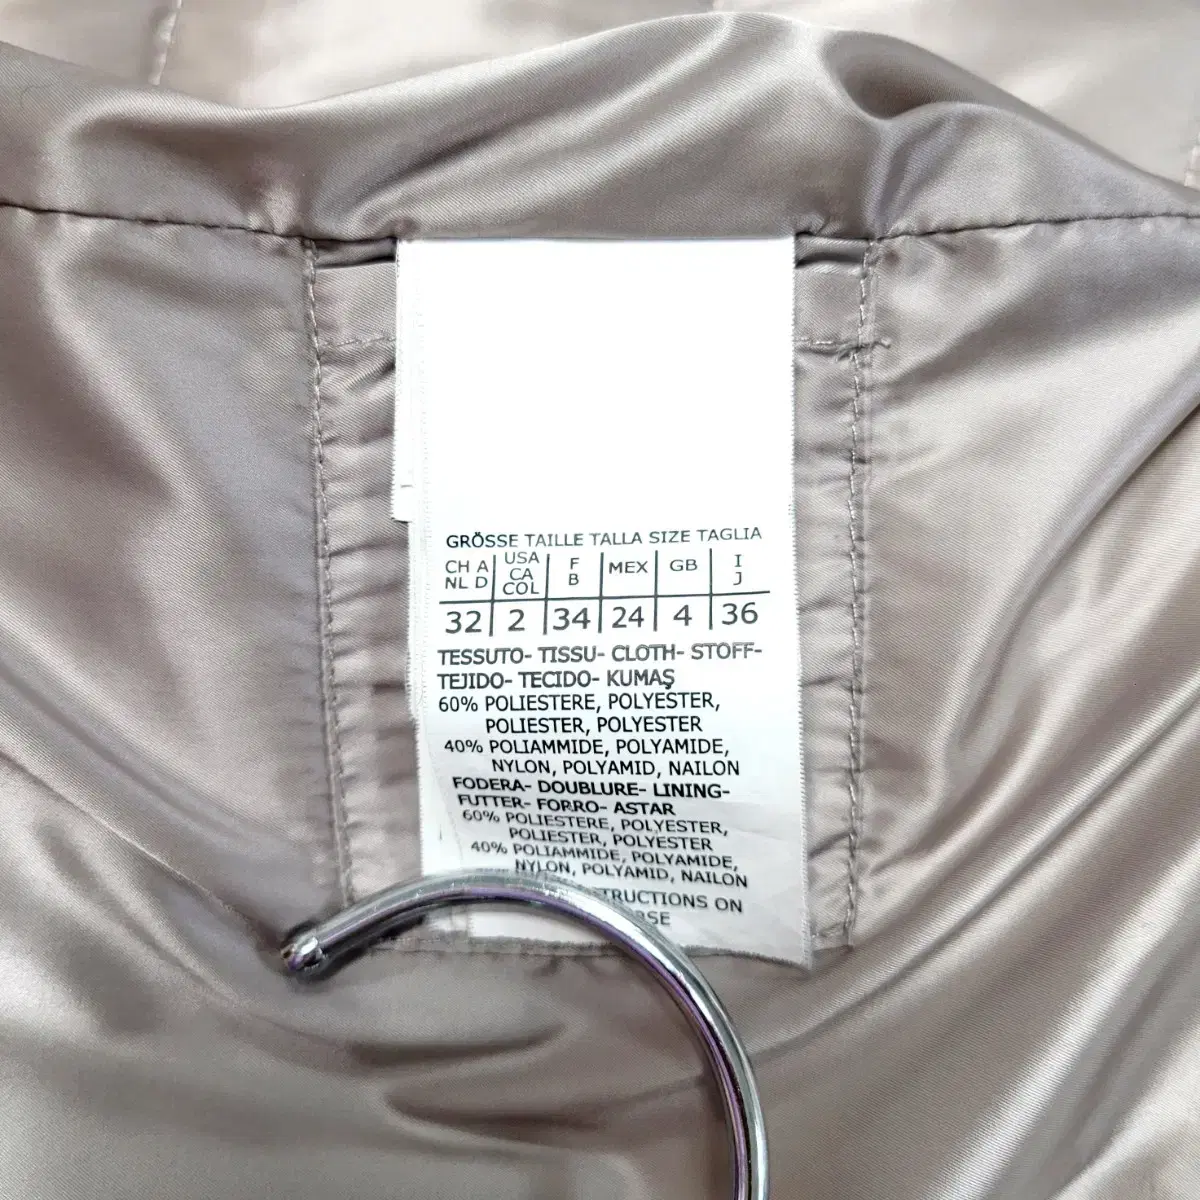 GRÖSSE TAILLE TALLA SIZE TAGLIA
CH A NL D | USA CA COL | F B | MEX | GB | I J
32 | 2 | 34 | 24 | 4 | 36
TESSUTO- TISSU- CLOTH- STOFF-
TEJIDO- TECIDO- KUMAŞ
60% POLIESTERE, POLYESTER,
POLIESTER, POLYESTER
40% POLIAMMIDE, POLYAMIDE,
NYLON, POLYAMID, NAILON
FODERA- DOUBLURE- LINING-
FUTTER- FORRO- ASTAR
60% POLIESTERE, POLYESTER,
POLIESTER, POLYESTER
40% POLIAMMIDE, POLYAMIDE,
NYLON, POLYAMID, NAILON
ON